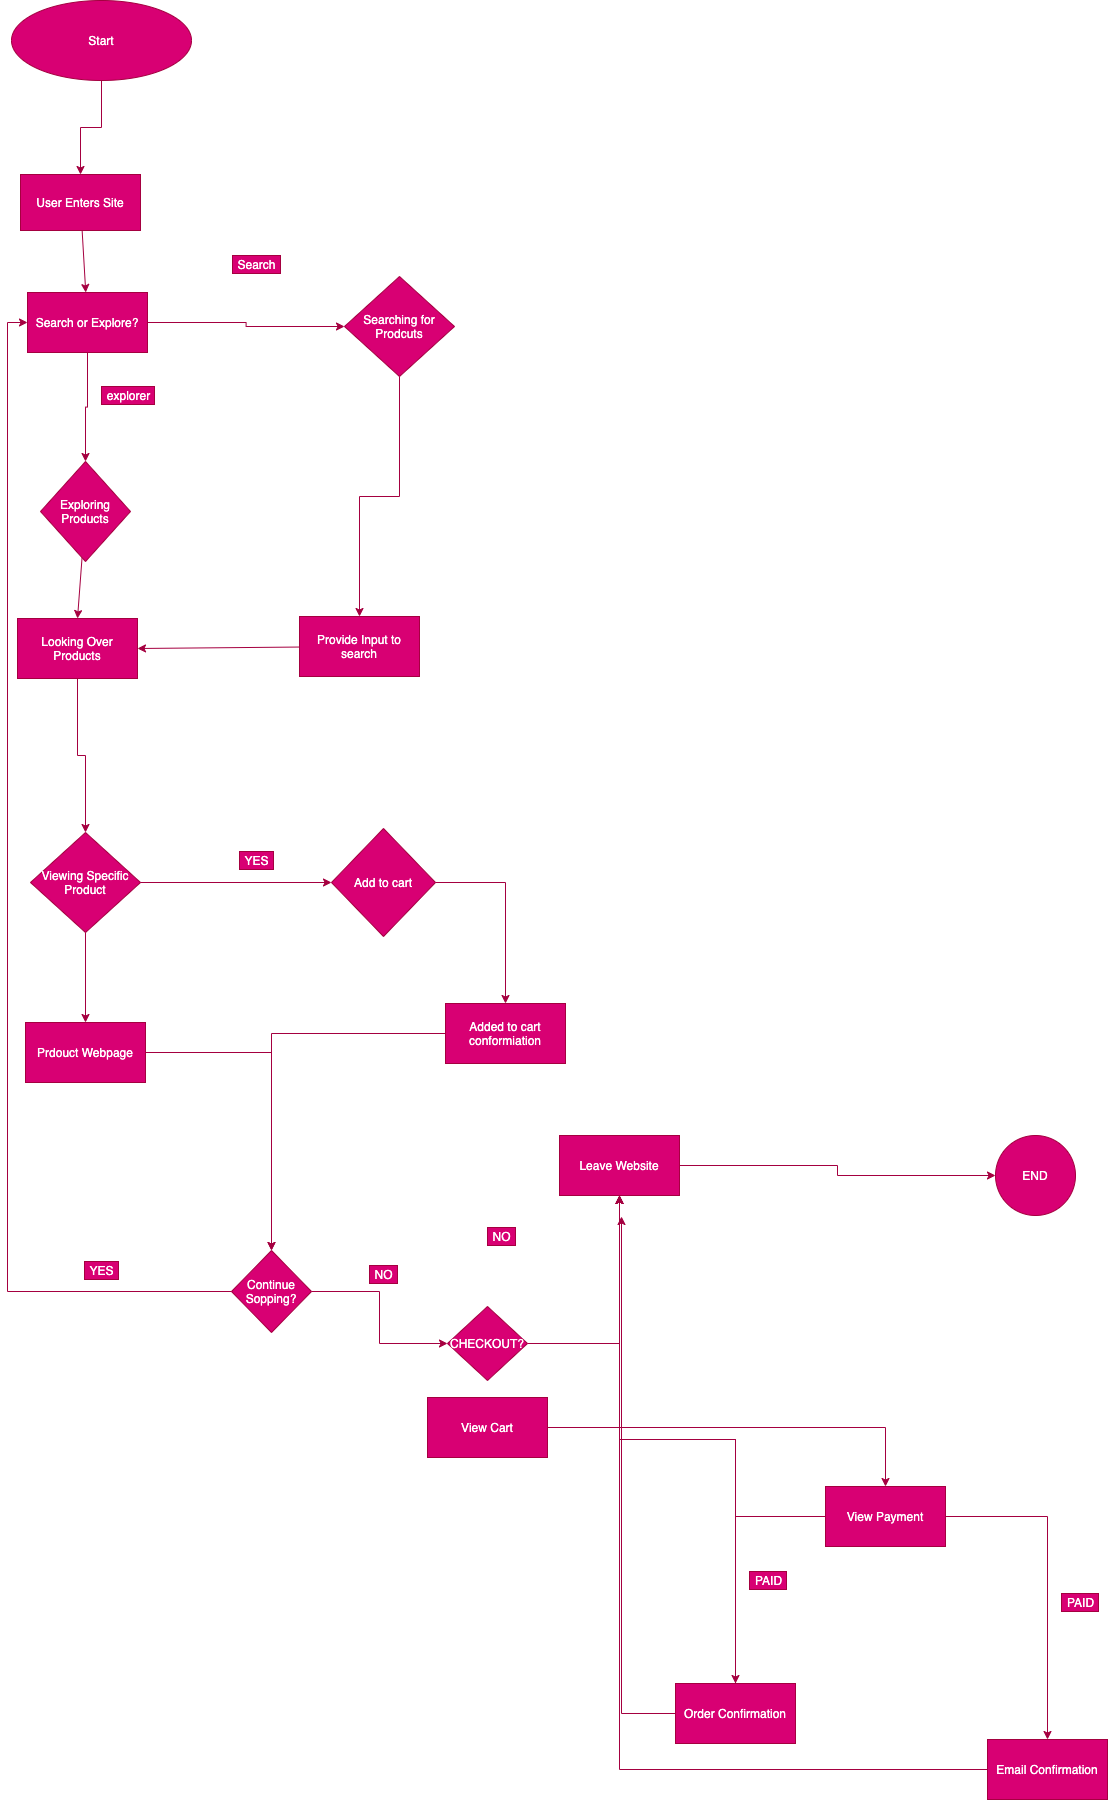 Start
User Enters Site
Search
Search or Explore?
Searching for
Prodcuts
explorer
Exploring
Products
Looking Over
Products
Provide Input to
search
Viewing Specific
Product
YES
Add to cart
Added to cart
conformiation
Prdouct Webpage
Leave Website
END
NO
YES
Continue
Sopping?
NO
CHECKOUT?
View Cart
View Payment
PAID
PAID
Order Confirmation
Email Confirmation